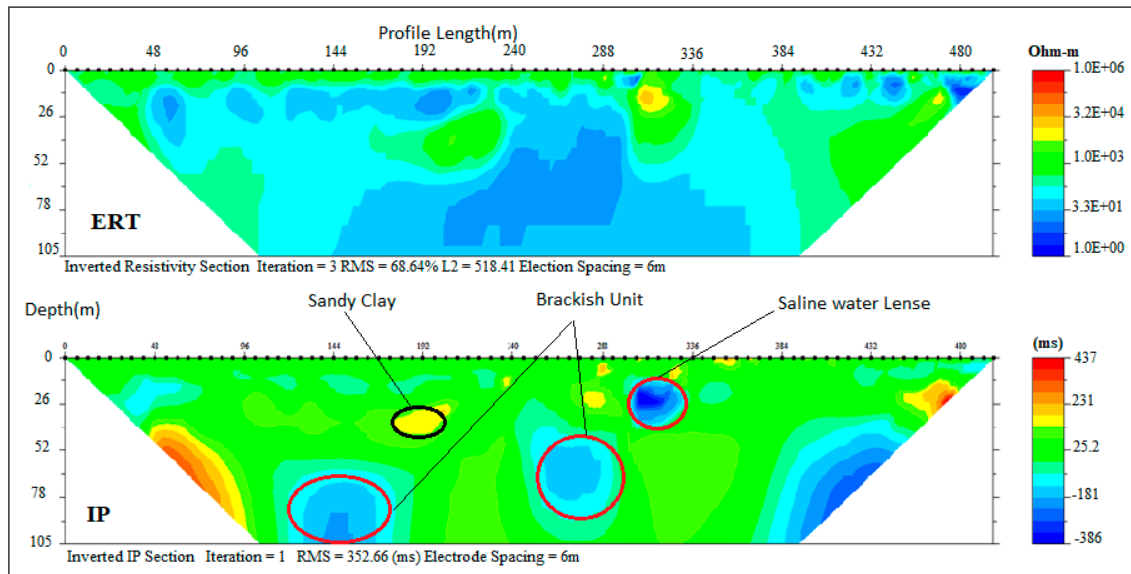 Profile Length(m)
0 48 96 144 192 240 288 336 384 432 480
Ohm-m
0
26
52
78
105
1.0E+06
3.2E+04
1.0E+03
3.3E+01
1.0E+00
ERT
Inverted Resistivity Section Iteration = 3 RMS = 68.64% L2 = 518.41 Election Spacing = 6m
Sandy Clay
Brackish Unit
Saline water Lense
Depth(m)
0 48 96 144 192 240 288 336 432 480
(ms)
0
26
52
78
105
437
231
25.2
-181
-386
IP
Inverted IP Section Iteration = 1 RMS = 352.66 (ms) Electrode Spacing = 6m